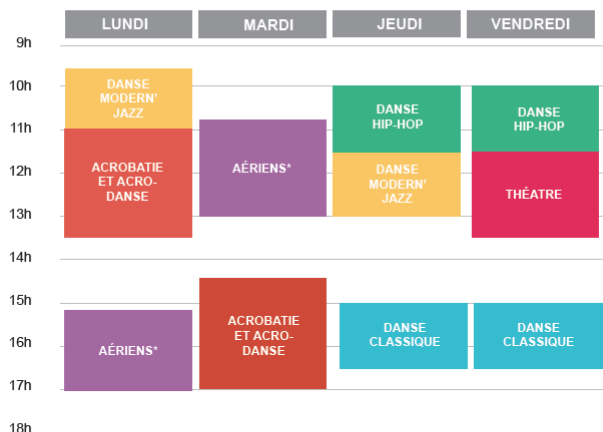 LUNDI
MARDI
JEUDI
VENDREDI
9h
10h
11h
12h
13h
14h
15h
16h
17h
18h
DANSE
MODERN'
JAZZ
ACROBATIE
ET ACRO-
DANSE
AÉRIENS*
AÉRIENS*
ACROBATIE
ET ACRO-
DANSE
DANSE
HIP-HOP
DANSE
MODERN'
JAZZ
DANSE
CLASSIQUE
DANSE
HIP-HOP
THÉATRE
DANSE
CLASSIQUE